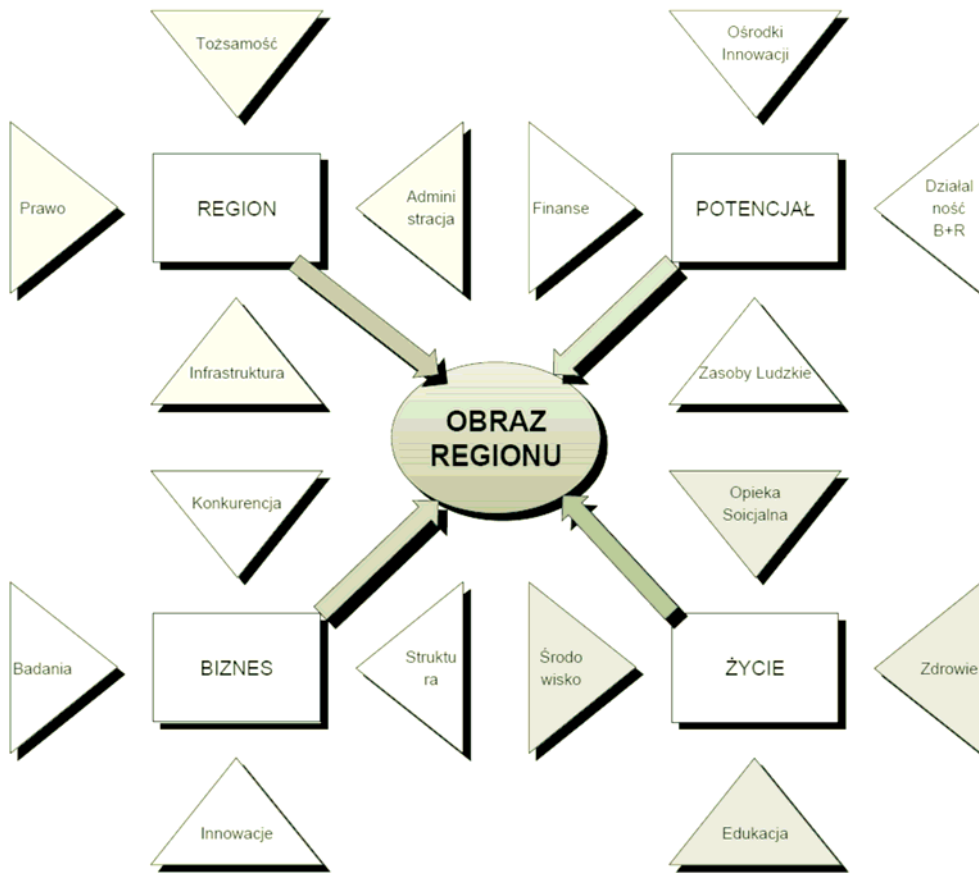 Tożsamość
Prawo
REGION
Admini
stracja
Infrastruktura
Ośrodki
Innowacji
Finanse
POTENCJAŁ
Działal
ność
B+R
Zasoby Ludzkie
OBRAZ
REGIONU
Konkurencja
Badania
BIZNES
Struktu
ra
Innowacje
Opieka
Soicjalna
Środo
wisko
ŻYCIE
Zdrowie
Edukacja